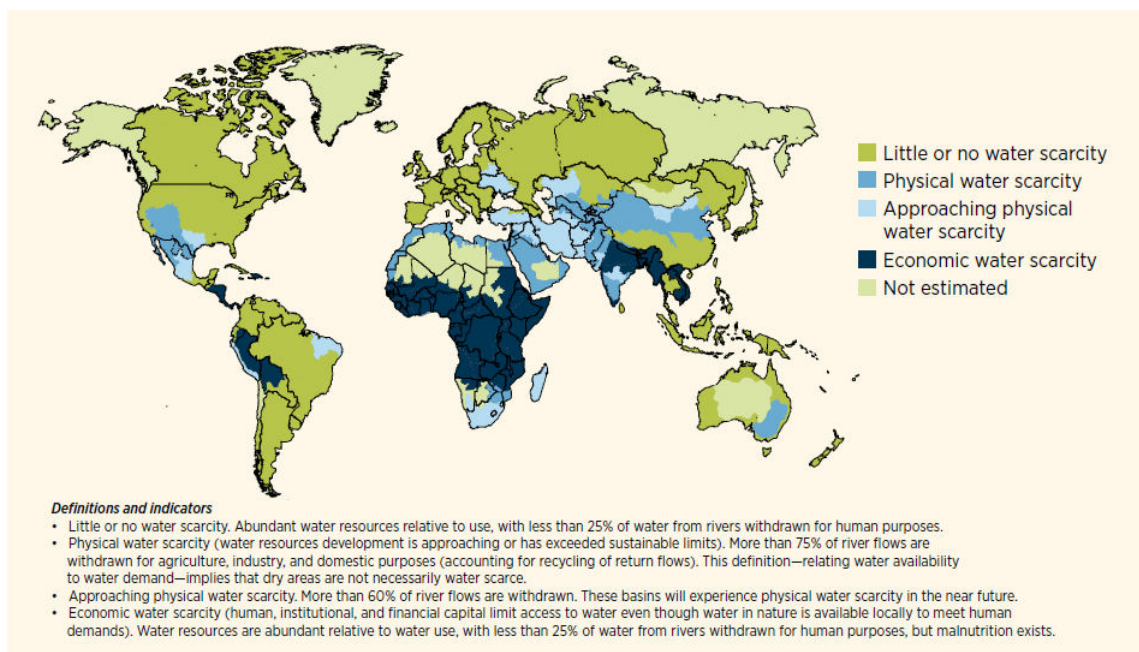 Little or no water scarcity
Physical water scarcity
Approaching physical
water scarcity
Economic water scarcity
Not estimated
Definitions and indicators
• Little or no water scarcity. Abundant water resources relative to use, with less than 25% of water from rivers withdrawn for human purposes.
• Physical water scarcity (water resources development is approaching or has exceeded sustainable limits). More than 75% of river flows are
withdrawn for agriculture, industry, and domestic purposes (accounting for recycling of return flows). This definition—relating water availability
to water demand—implies that dry areas are not necessarily water scarce.
• Approaching physical water scarcity. More than 60% of river flows are withdrawn. These basins will experience physical water scarcity in the near future.
• Economic water scarcity (human, institutional, and financial capital limit access to water even though water in nature is available locally to meet human
demands). Water resources are abundant relative to water use, with less than 25% of water from rivers withdrawn for human purposes, but malnutrition exists.